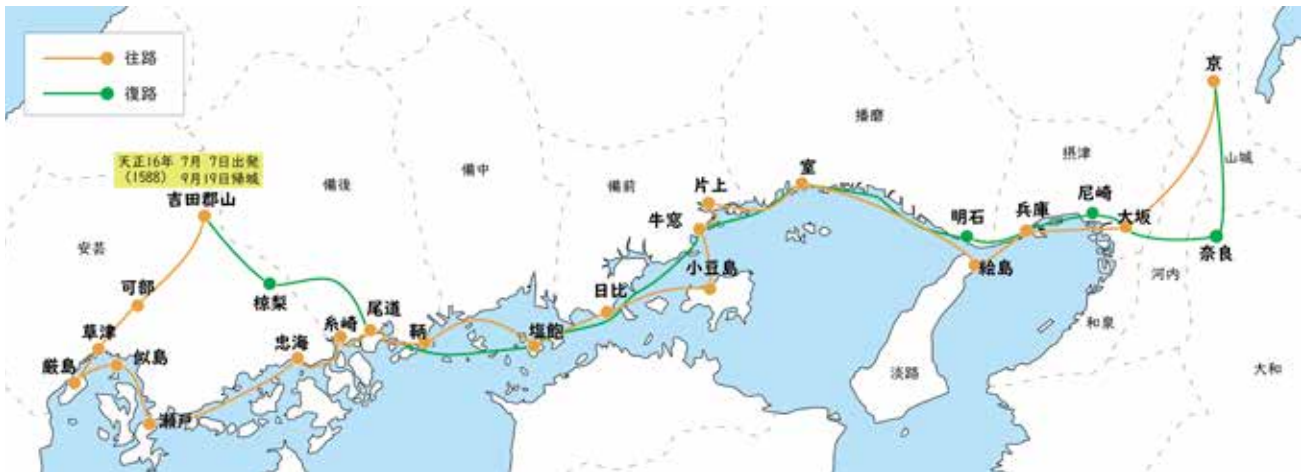 往路
復路
天正16年 7月 7日出発
(1588) 9月19日帰城
吉田郡山
安芸
可部
草津
厳島
似島
瀬戸
椋梨
忠海
糸崎
尾道
鞆
備後
備中
塩飽
日比
備前
片上
牛窓
小豆島
室
播磨
明石
絵島
淡路
兵庫
摂津
尼崎
大坂
京
山城
奈良
河内
和泉
大和